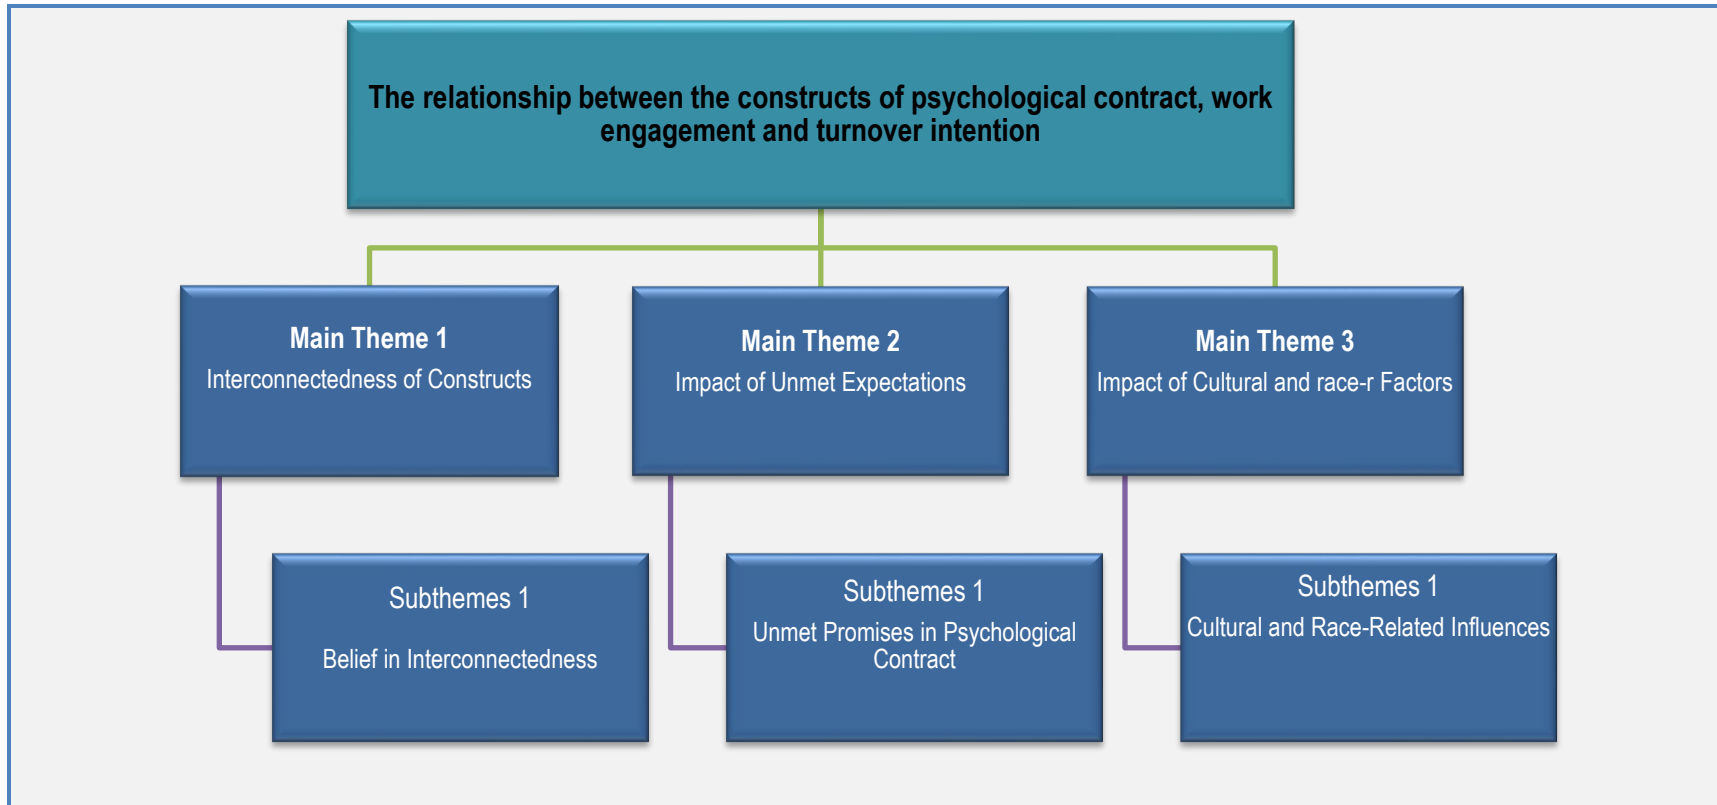 The relationship between the constructs of psychological contract, work
engagement and turnover intention
Main Theme 1
Interconnectedness of Constructs
Main Theme 2
Impact of Unmet Expectations
Main Theme 3
Impact of Cultural and race-r Factors
Subthemes 1
Belief in Interconnectedness
Subthemes 1
Unmet Promises in Psychological
Contract
Subthemes 1
Cultural and Race-Related Influences